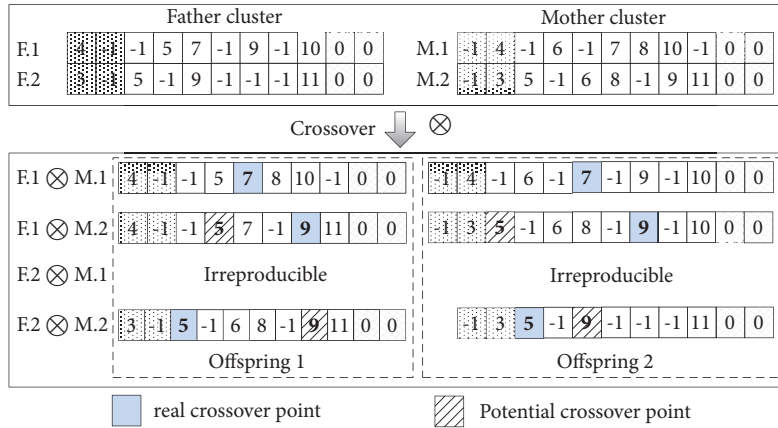 Father cluster Mother cluster
F.1 4 -1 -1 5 7 -1 9 -1 10 0 0 M.1 -1 4 -1 6 -1 7 8 10 -1 0 0
F.2 3 -1 5 -1 9 -1 -1 -1 11 0 0 M.2 -1 3 5 -1 6 8 -1 9 11 0 0
Crossover ⊗
F.1 ⊗ M.1 4 -1 -1 5 7 8 10 -1 0 0 -1 4 -1 6 -1 7 -1 9 -1 10 0 0
F.1 ⊗ M.2 4 -1 -1 5 7 -1 9 11 0 0 -1 3 5 -1 6 8 -1 9 -1 10 0 0
F.2 ⊗ M.1 Irreproducible Irreproducible
F.2 ⊗ M.2 3 -1 5 -1 6 8 -1 9 11 0 0 -1 3 5 -1 9 -1 -1 -1 11 0 0
Offspring 1 Offspring 2
real crossover point Potential crossover point